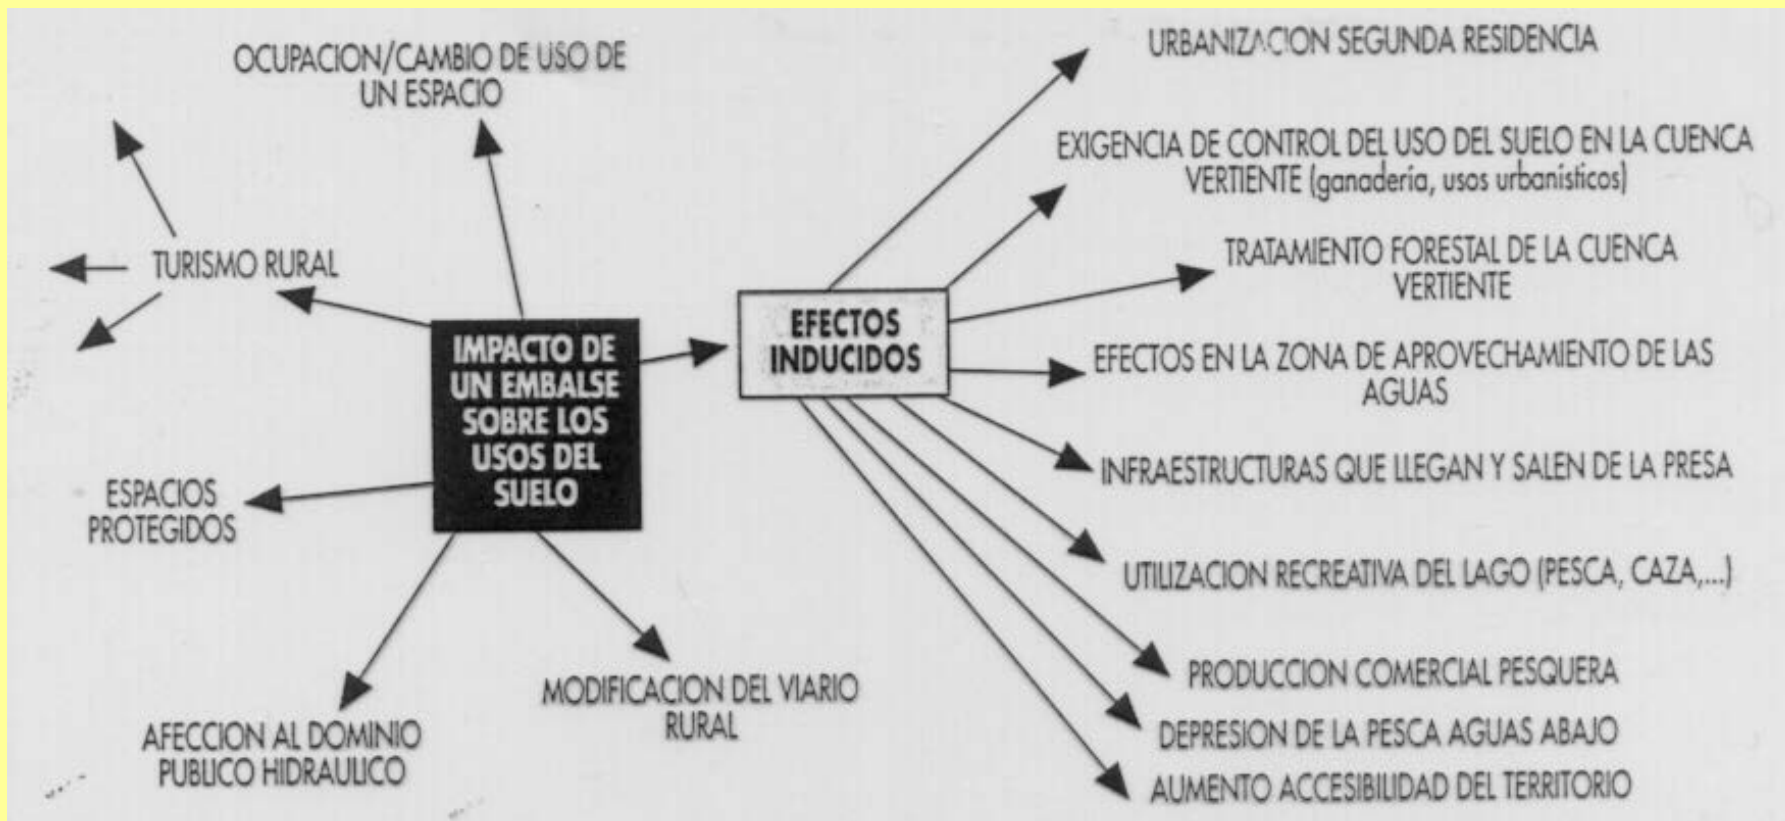 OCUPACION/CAMBIO DE USO DE
UN ESPACIO
TURISMO RURAL
IMPACTO DE
UN EMBALSE
SOBRE LOS
USOS DEL
SUELO
ESPACIOS
PROTEGIDOS
AFECCION AL DOMINIO
PUBLICO HIDRAULICO
MODIFICACION DEL VIARIO
RURAL
EFECTOS
INDUCIDOS
URBANIZACION SEGUNDA RESIDENCIA
EXIGENCIA DE CONTROL DEL USO DEL SUELO EN LA CUENCA
VERTIENTE (ganadería, usos urbanisticos)
TRATAMIENTO FORESTAL DE LA CUENCA
VERTIENTE
EFECTOS EN LA ZONA DE APROVECHAMIENTO DE LAS
AGUAS
INFRAESTRUCTURAS QUE LLEGAN Y SALEN DE LA PRESA
UTILIZACION RECREATIVA DEL LAGO (PESCA, CAZA,...)
PRODUCCION COMERCIAL PESQUERA
DEPRESION DE LA PESCA AGUAS ABAJO
AUMENTO ACCESIBILIDAD DEL TERRITORIO